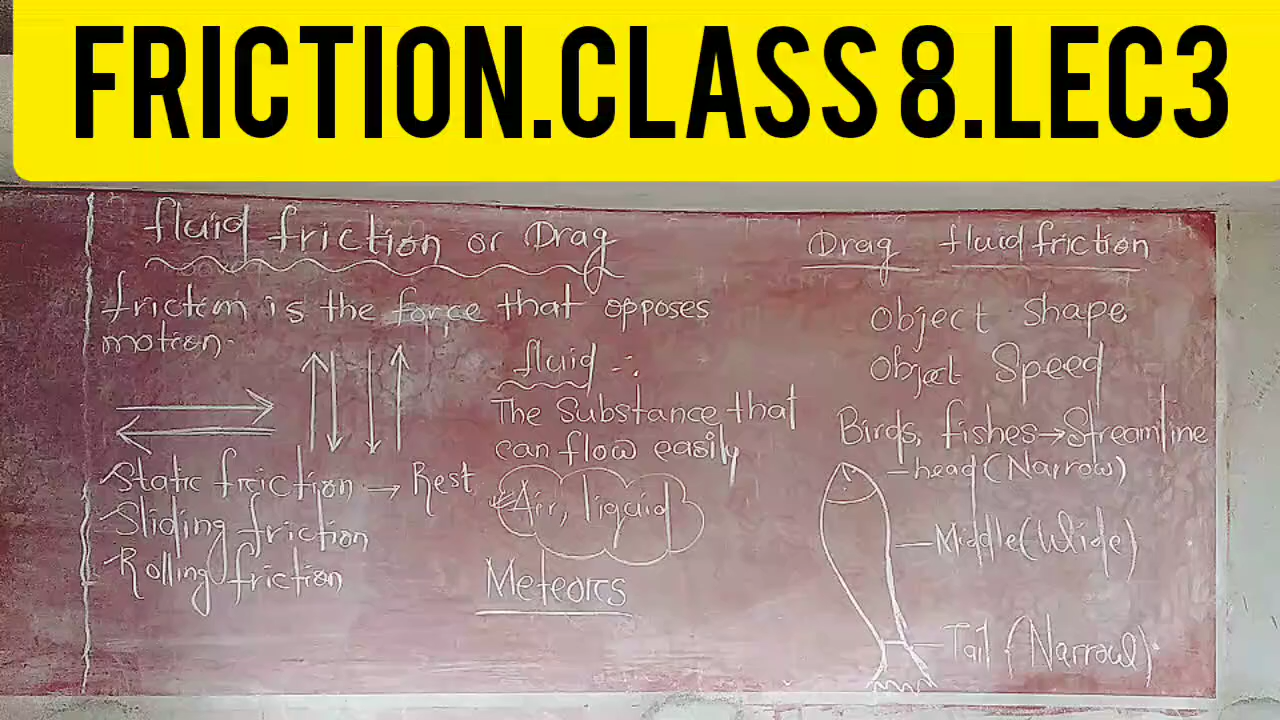 FRICTION.CLASS 8.LEC3
fluid friction or Drag
friction is the force that opposes
motion.
Static friction → Rest
Sliding friction
Rolling friction
fluid -:
The Substance that
can flow easily
Air, liquid
Meteors
Drag fluid friction
Object Shape
Object Speed
Birds, fishes→Streamline
head (Narrow)
Middle (Wide)
Tail (Narrow)